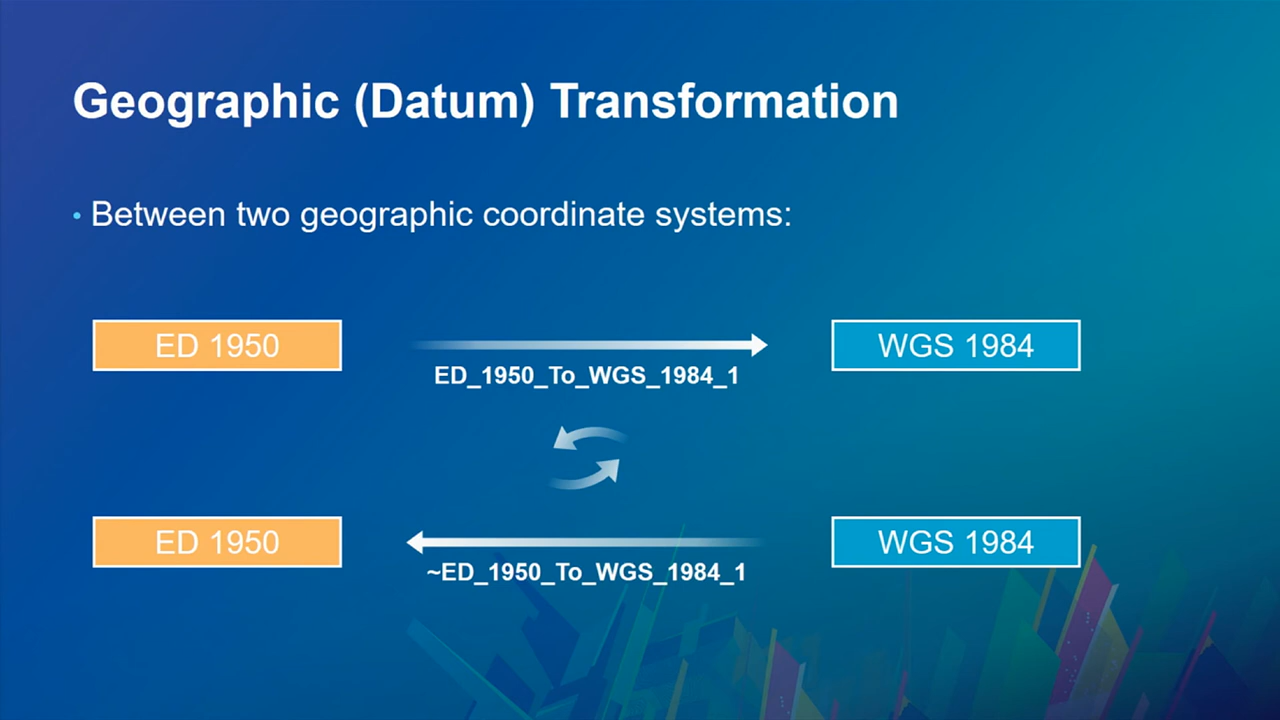 Geographic (Datum) Transformation
• Between two geographic coordinate systems:
ED 1950
ED_1950_To_WGS_1984_1
WGS 1984
ED 1950
~ED_1950_To_WGS_1984_1
WGS 1984